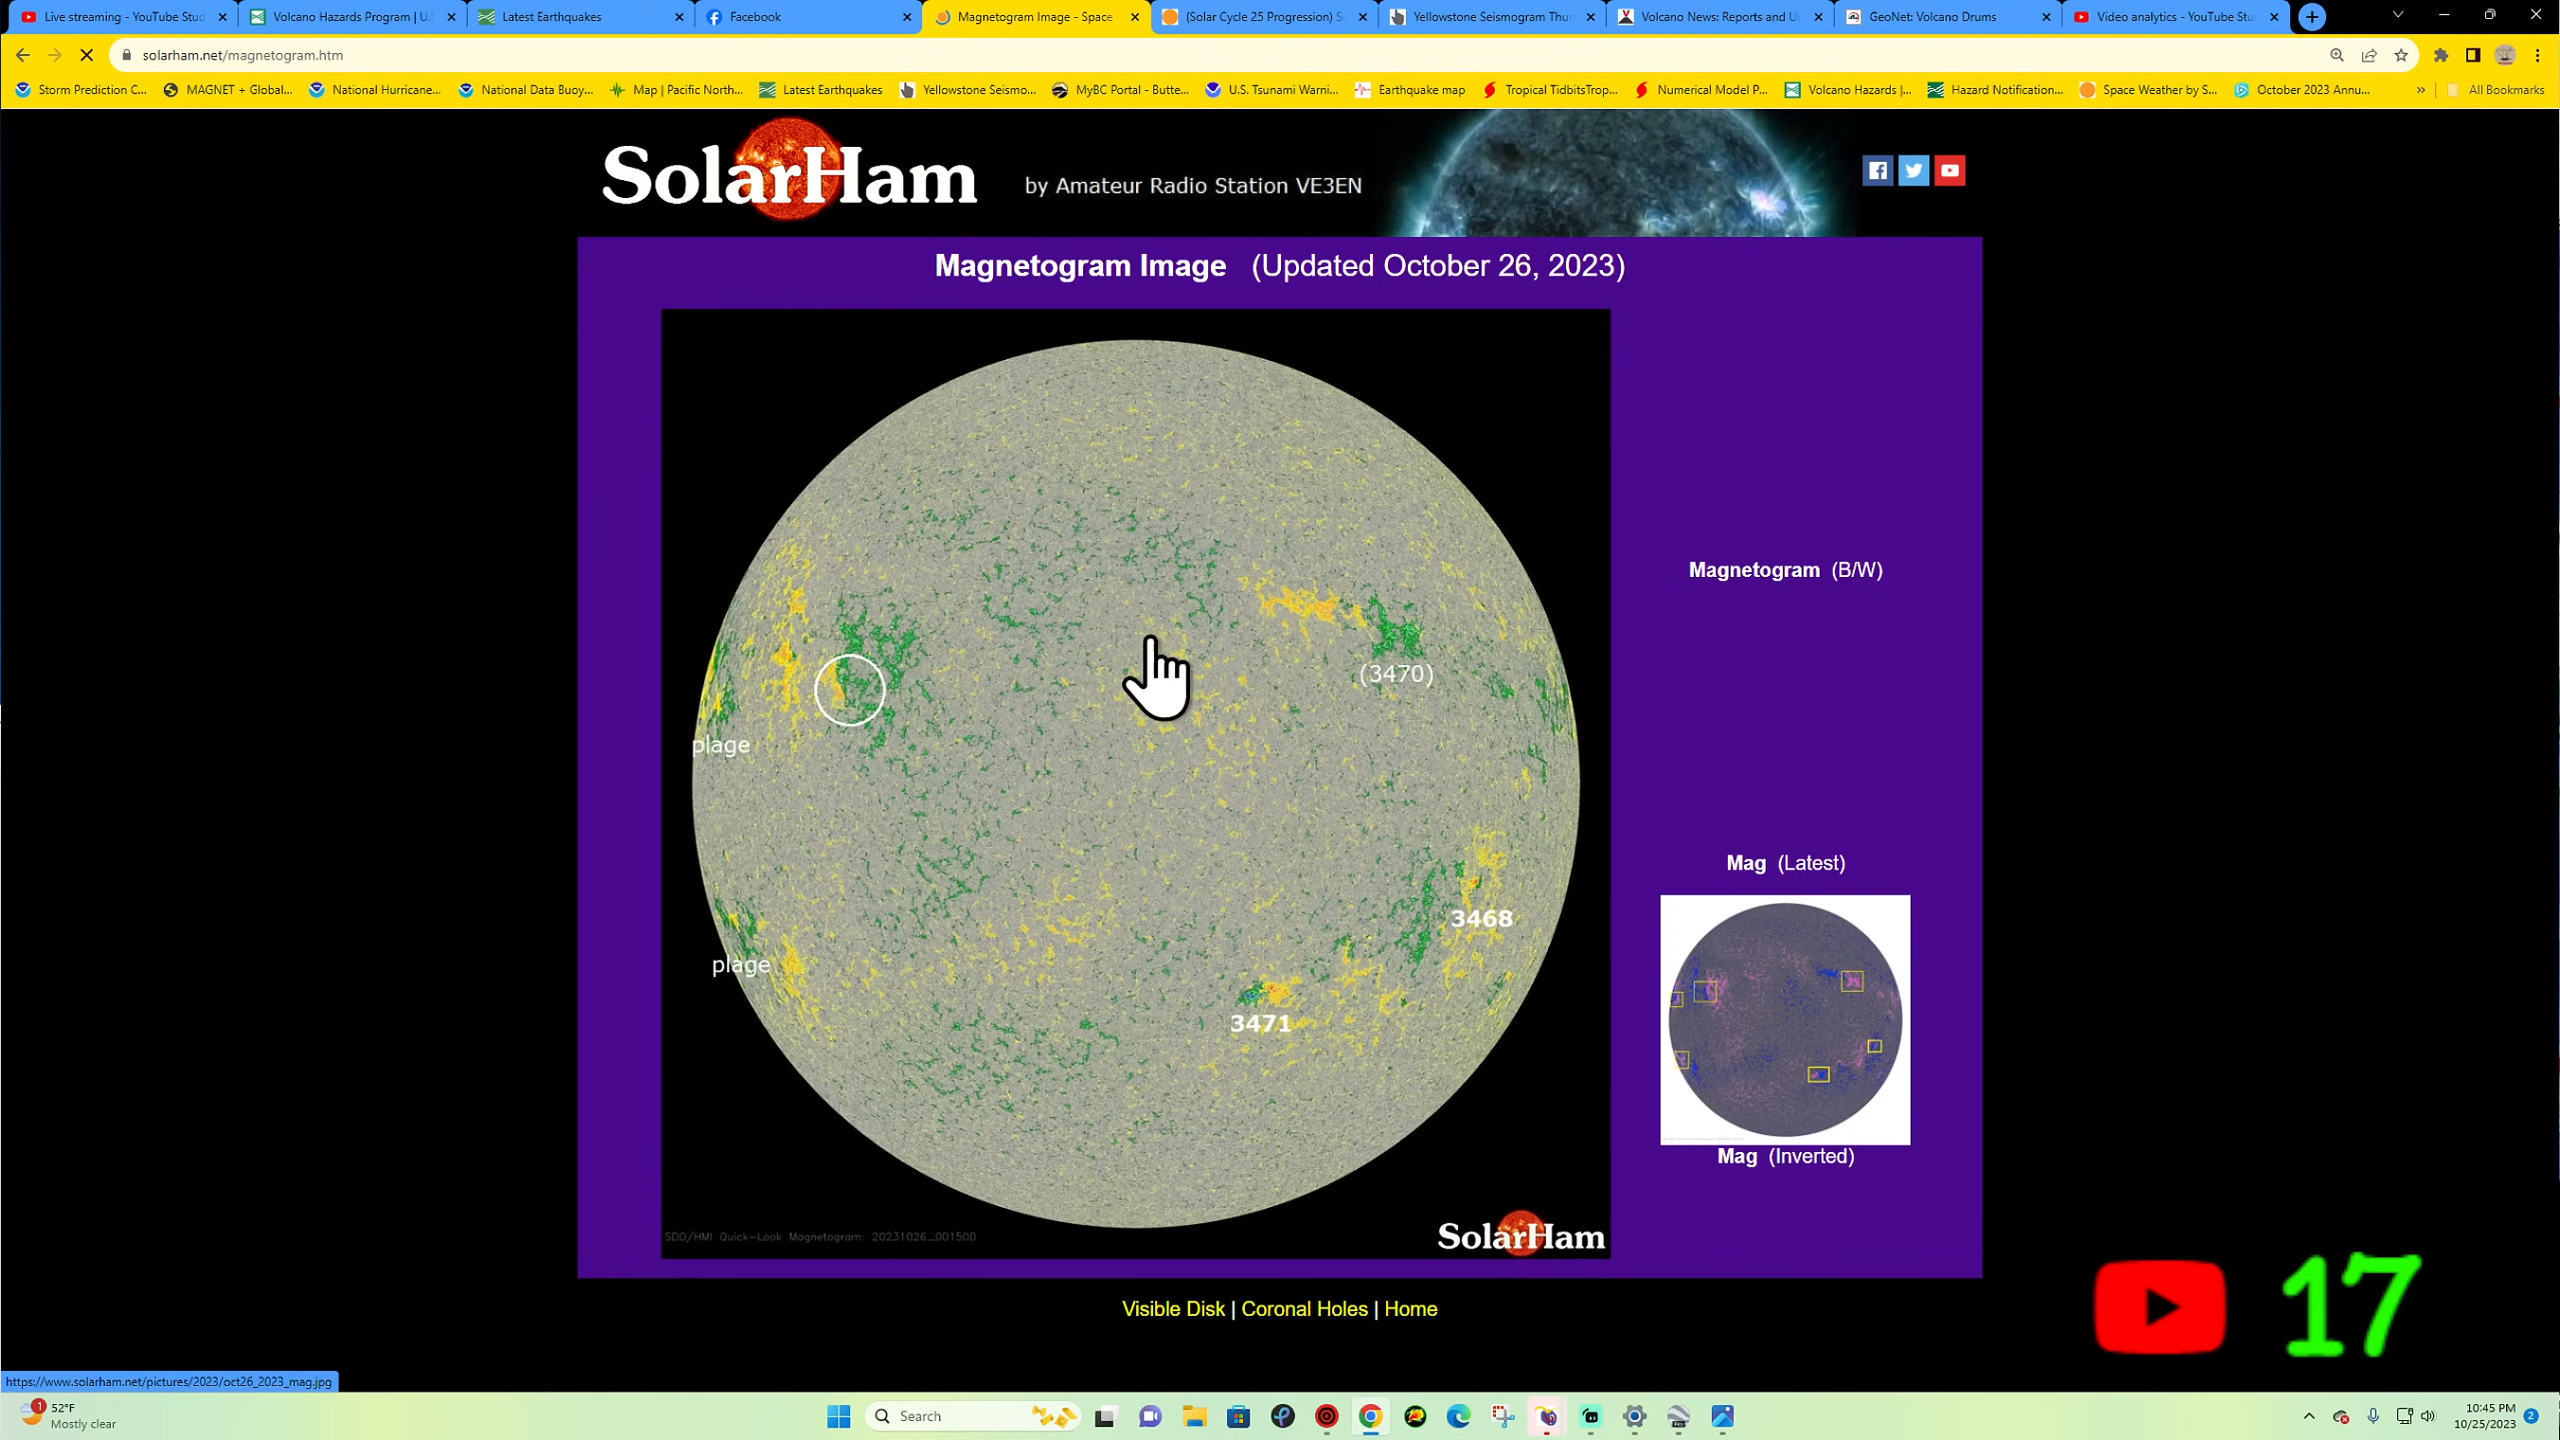 Live streaming - YouTube Stud
Volcano Hazards Program | U.S
Latest Earthquakes
Facebook
Magnetogram Image - Space
(Solar Cycle 25 Progression) S
Yellowstone Seismogram Thu
Volcano News: Reports and Up
GeoNet: Volcano Drums
Video analytics - YouTube Stu
solarham.net/magnetogram.htm
Storm Prediction C...
MAGNET + Global...
National Hurricane...
National Data Buoy...
Map | Pacific North...
Latest Earthquakes
Yellowstone Seismo...
MyBC Portal - Butte...
U.S. Tsunami Warni...
Earthquake map
Tropical TidbitsTrop...
Numerical Model P...
Volcano Hazards |...
Hazard Notification...
Space Weather by S...
October 2023 Annu...
» All Bookmarks
SolarHam
by Amateur Radio Station VE3EN
Magnetogram Image (Updated October 26, 2023)
Magnetogram (B/W)
(3470)
plage
Mag (Latest)
3468
plage
3471
Mag (Inverted)
SDO/HMI Quick-Look Magnetogram: 20231026_001500
SolarHam
Visible Disk | Coronal Holes | Home
17
https://www.solarham.net/pictures/2023/oct26_2023_mag.jpg
1
52°F
Mostly clear
Search
10:45 PM
10/25/2023
2